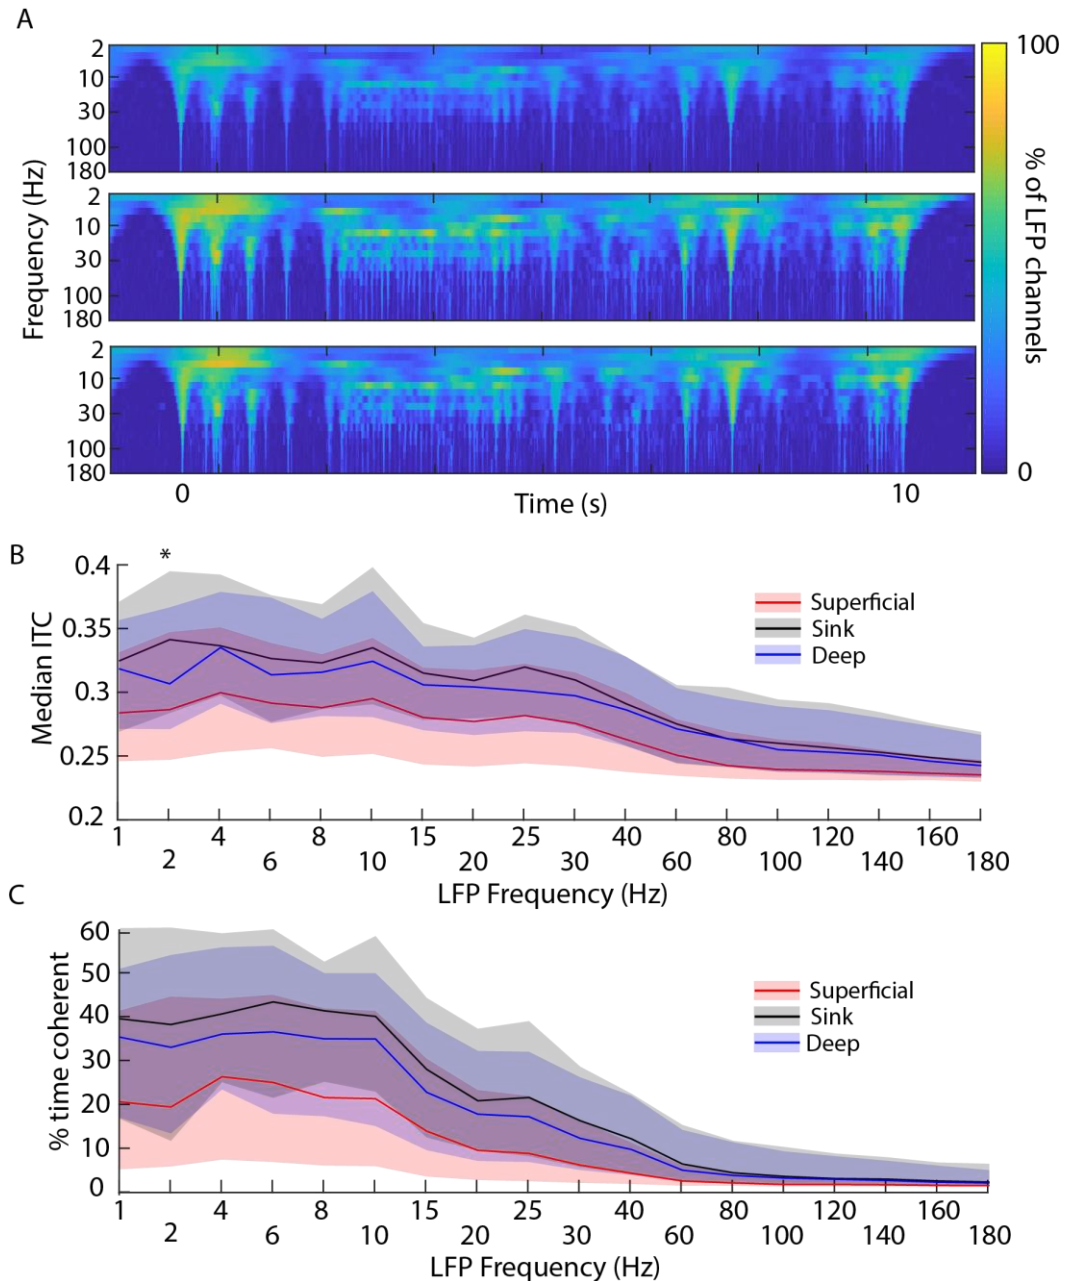 A
2
10
30
100
180
2
10
30
100
180
2
10
30
100
180
Frequency (Hz)
0
10
Time (s)
100
0
% of LFP channels
B
*
0.4
0.35
0.3
0.25
0.2
Median ITC
Superficial
Sink
Deep
1 4 8 15 25 40 80 120 160
2 6 10 20 30 60 100 140 180
LFP Frequency (Hz)
C
60
50
40
30
20
10
0
% time coherent
Superficial
Sink
Deep
1 4 8 15 25 40 80 120 160
2 6 10 20 30 60 100 140 180
LFP Frequency (Hz)